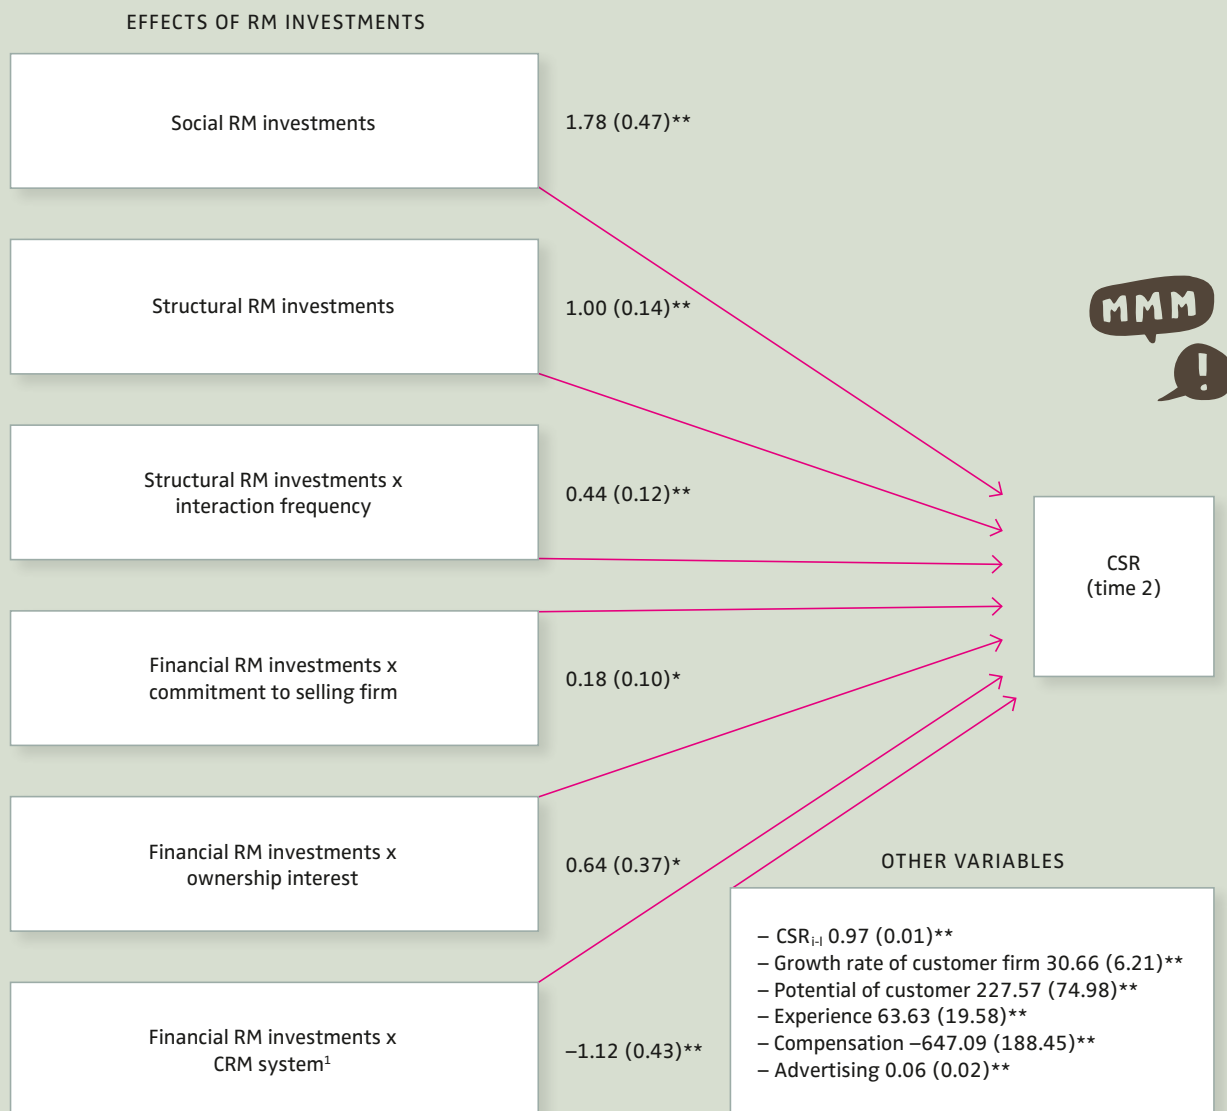 EFFECTS OF RM INVESTMENTS
Social RM investments
1.78 (0.47)**
Structural RM investments
1.00 (0.14)**
MMM
!
Structural RM investments x
interaction frequency
0.44 (0.12)**
CSR
(time 2)
Financial RM investments x
commitment to selling firm
0.18 (0.10)*
Financial RM investments x
ownership interest
0.64 (0.37)*
Financial RM investments x
CRM system¹
–1.12 (0.43)**
OTHER VARIABLES
– CSRi-I 0.97 (0.01)**
– Growth rate of customer firm 30.66 (6.21)**
– Potential of customer 227.57 (74.98)**
– Experience 63.63 (19.58)**
– Compensation –647.09 (188.45)**
– Advertising 0.06 (0.02)**